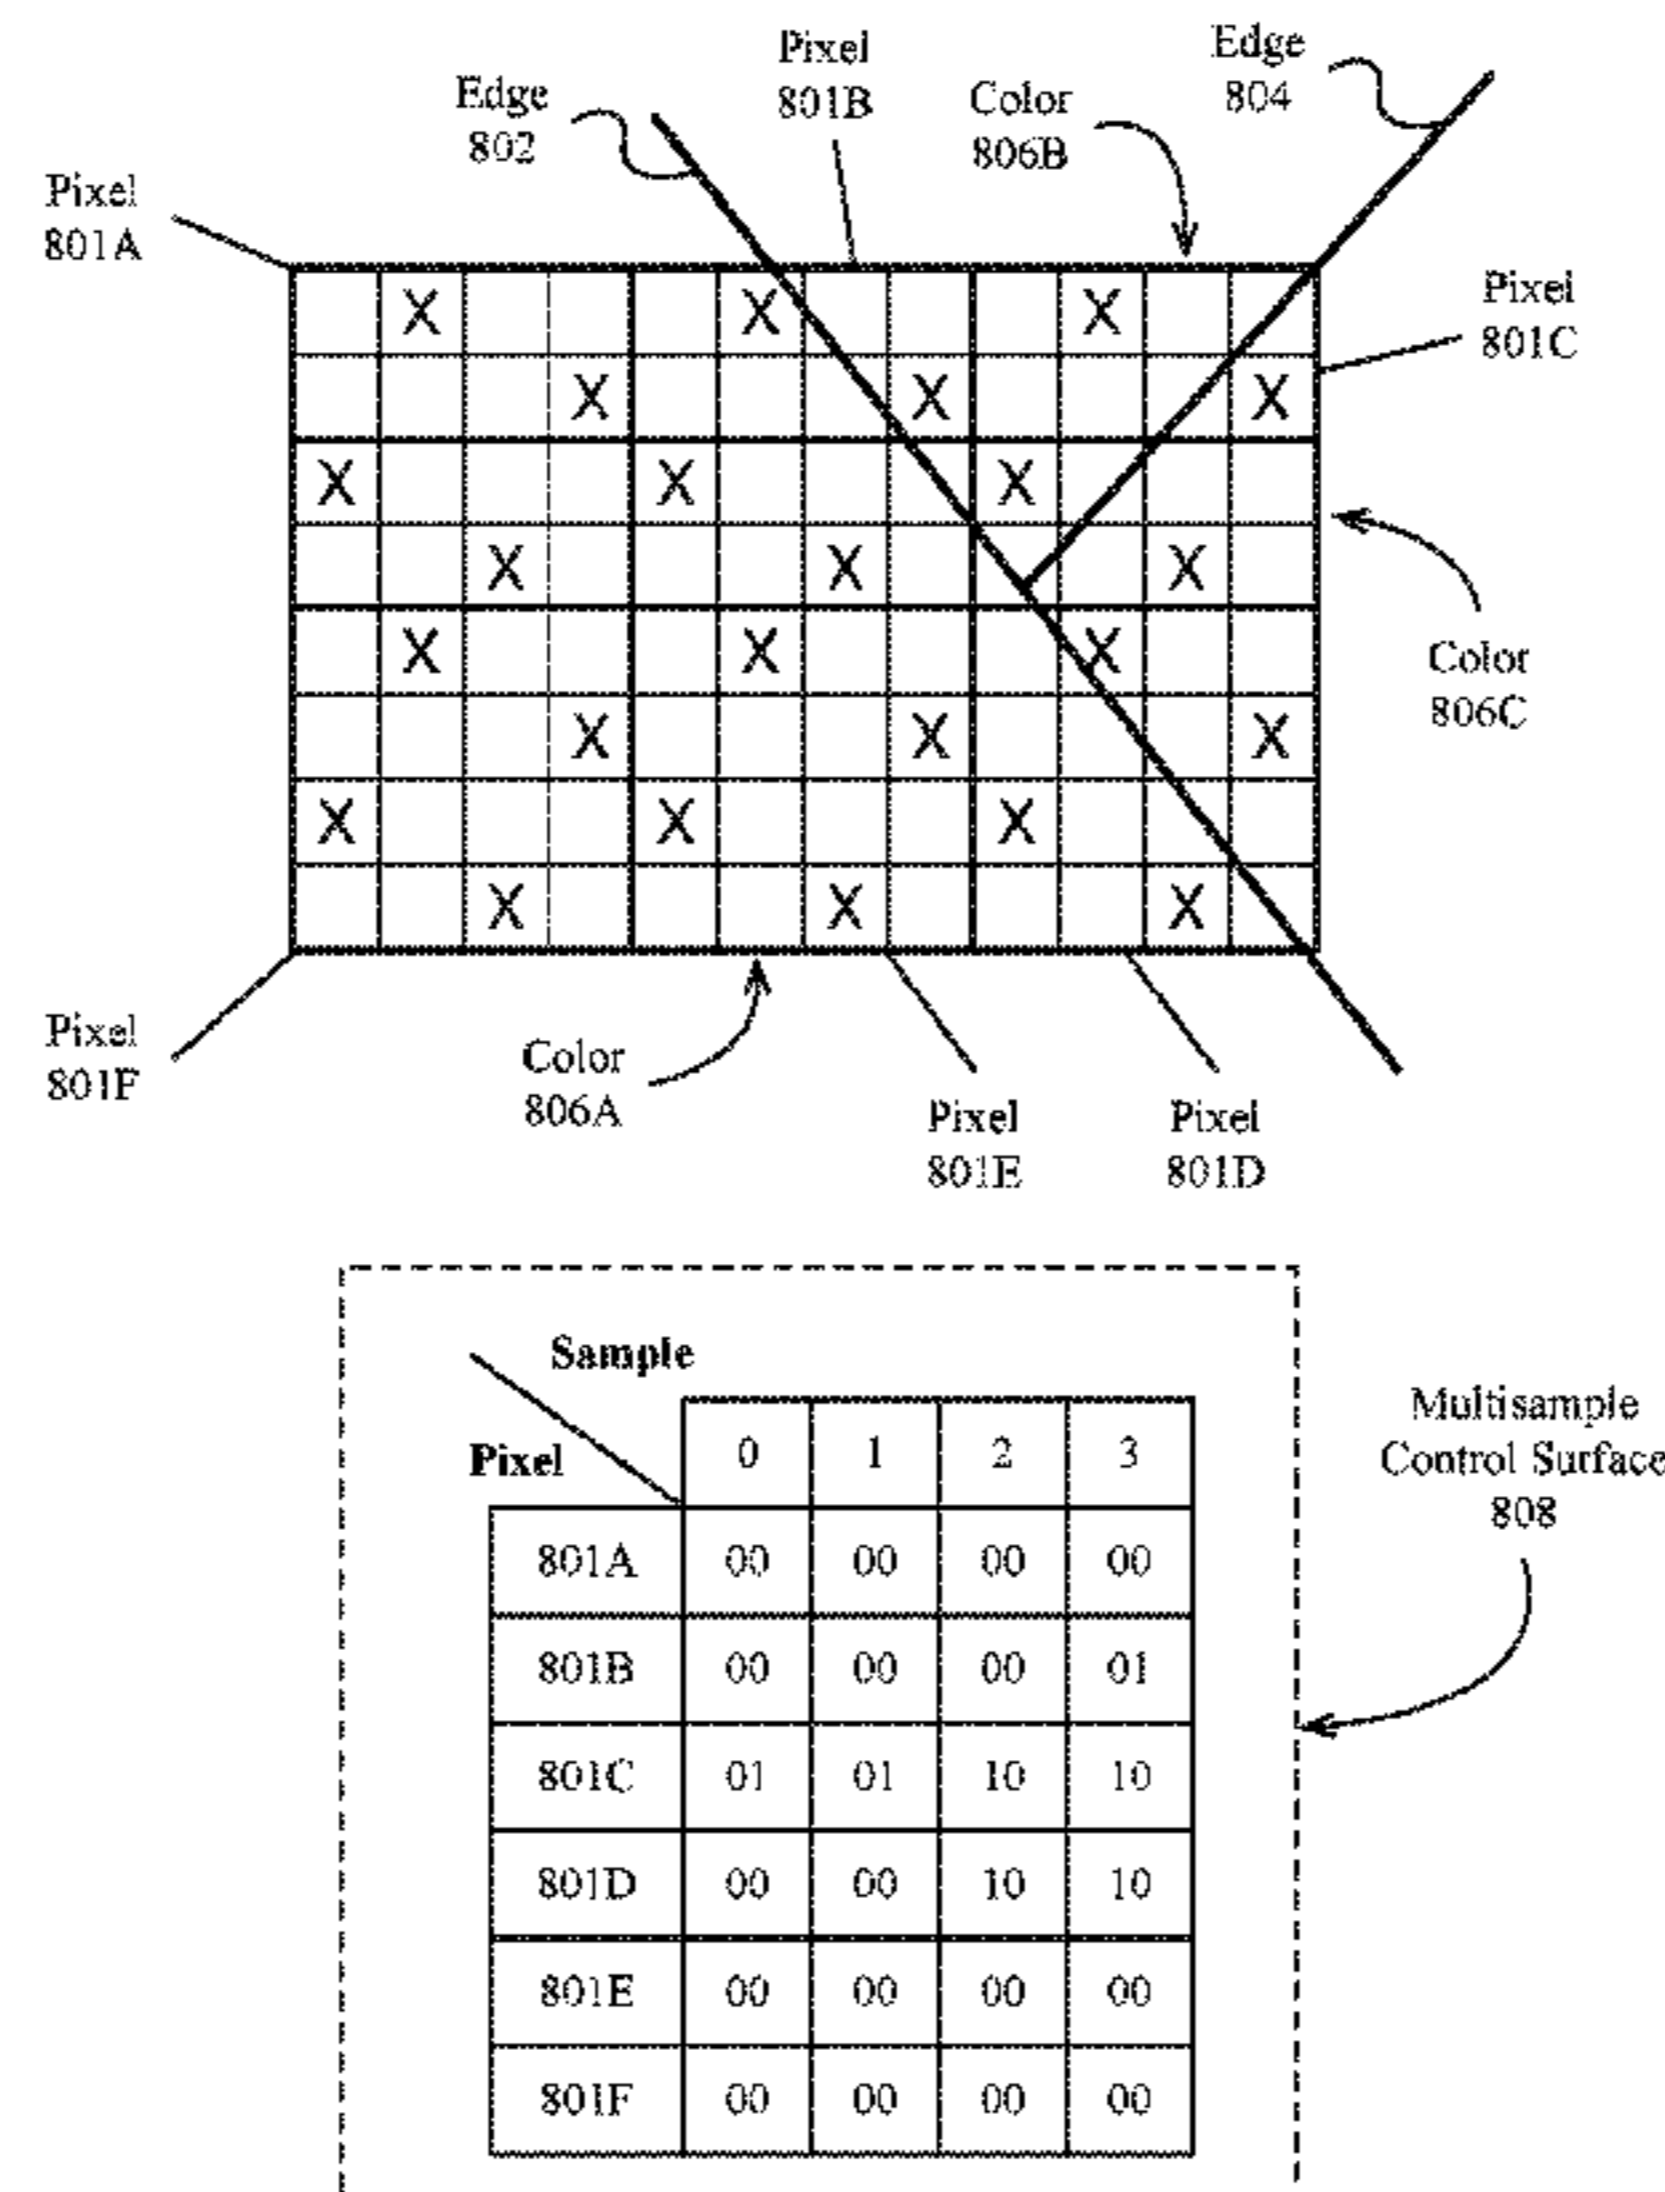 Edge
802
Pixel
801B
Color
806B
Edge
804
Pixel
801A
Pixel
801C
X X X
X X X
X X X
X X X
X X X
X X X
X X X
X X X
Color
806C
Pixel
801F
Color
806A
Pixel
801E
Pixel
801D
Sample
Pixel
0 1 2 3
801A 00 00 00 00
801B 00 00 00 01
801C 01 01 10 10
801D 00 00 10 10
801E 00 00 00 00
801F 00 00 00 00
Multisample
Control Surface
808